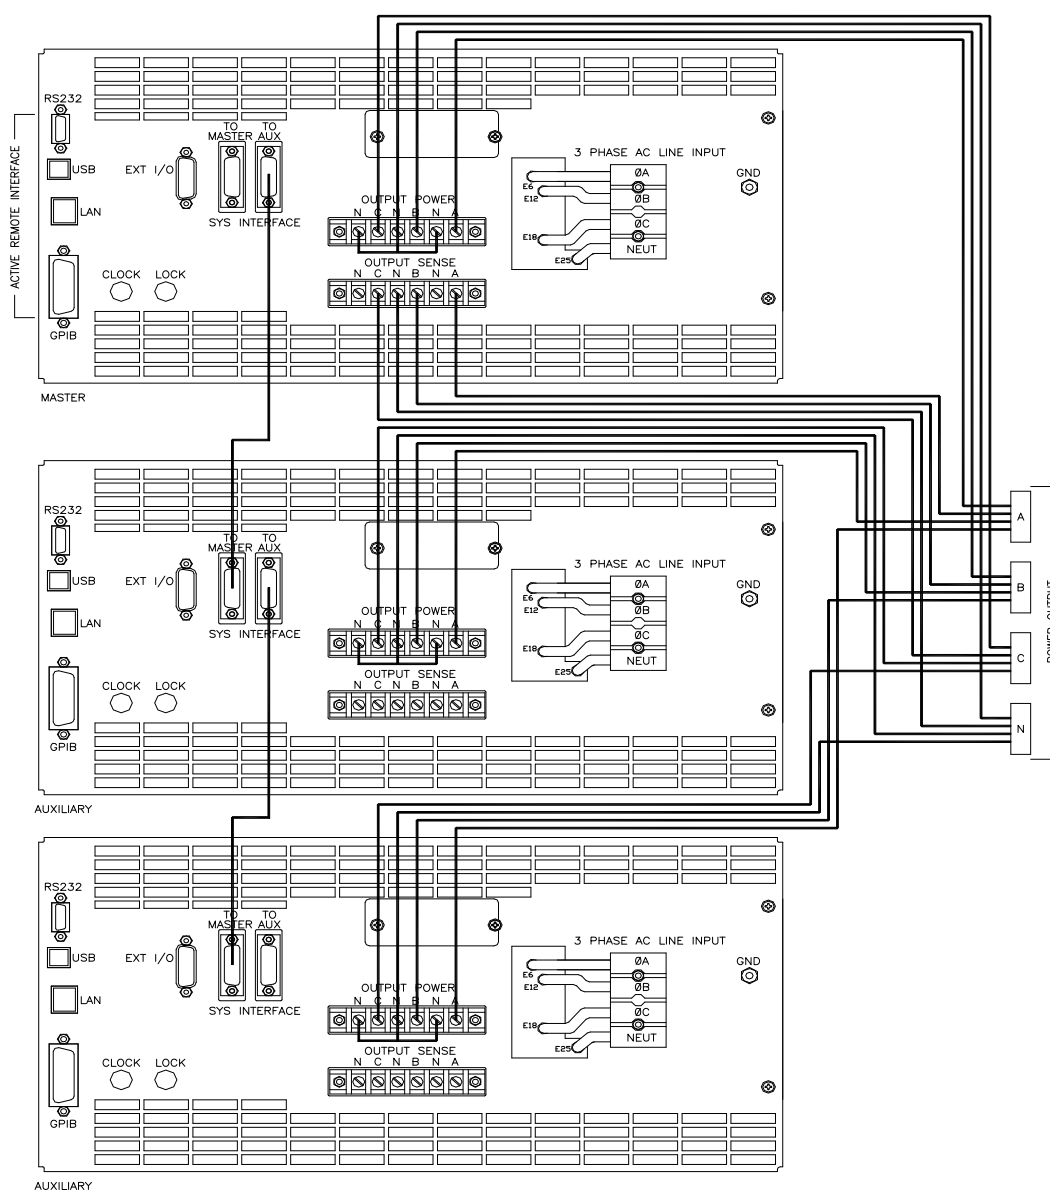 RS232
TO MASTER
TO AUX
ACTIVE REMOTE INTERFACE
USB
EXT I/O
LAN
SYS INTERFACE
OUTPUT POWER
N C N B N A
OUTPUT SENSE
N C N B N A
3 PHASE AC LINE INPUT
E6
E12
E18
E25
ØA
ØB
ØC
NEUT
GND
CLOCK LOCK
GPIB
MASTER
RS232
TO MASTER
TO AUX
USB
EXT I/O
LAN
SYS INTERFACE
OUTPUT POWER
N C N B N A
OUTPUT SENSE
N C N B N A
3 PHASE AC LINE INPUT
E6
E12
E18
E25
ØA
ØB
ØC
NEUT
GND
CLOCK LOCK
GPIB
AUXILIARY
A
B
C
N
RS232
TO MASTER
TO AUX
USB
EXT I/O
LAN
SYS INTERFACE
OUTPUT POWER
N C N B N A
OUTPUT SENSE
N C N B N A
3 PHASE AC LINE INPUT
E6
E12
E18
E25
ØA
ØB
ØC
NEUT
GND
CLOCK LOCK
GPIB
AUXILIARY